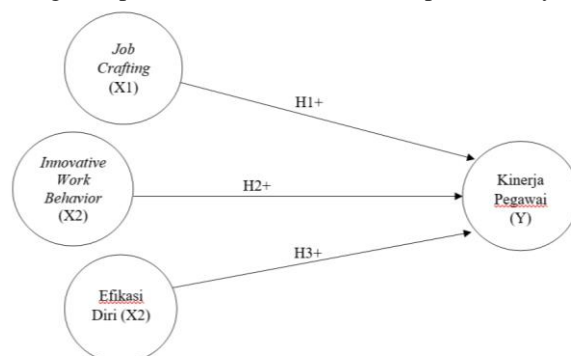 Job
Crafting
(X1)
H1+
Innovative
Work
Behavior
(X2)
H2+
Kinerja
Pegawai
(Y)
H3+
Efikasi
Diri (X2)